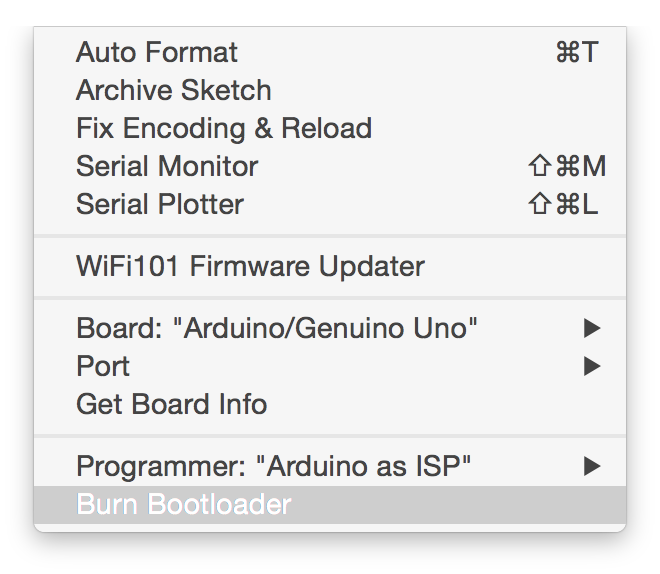 Auto Format ⌘T
Archive Sketch
Fix Encoding & Reload
Serial Monitor ⇧⌘M
Serial Plotter ⇧⌘L
WiFi101 Firmware Updater
Board: "Arduino/Genuino Uno" ▶
Port ▶
Get Board Info
Programmer: "Arduino as ISP" ▶
Burn Bootloader